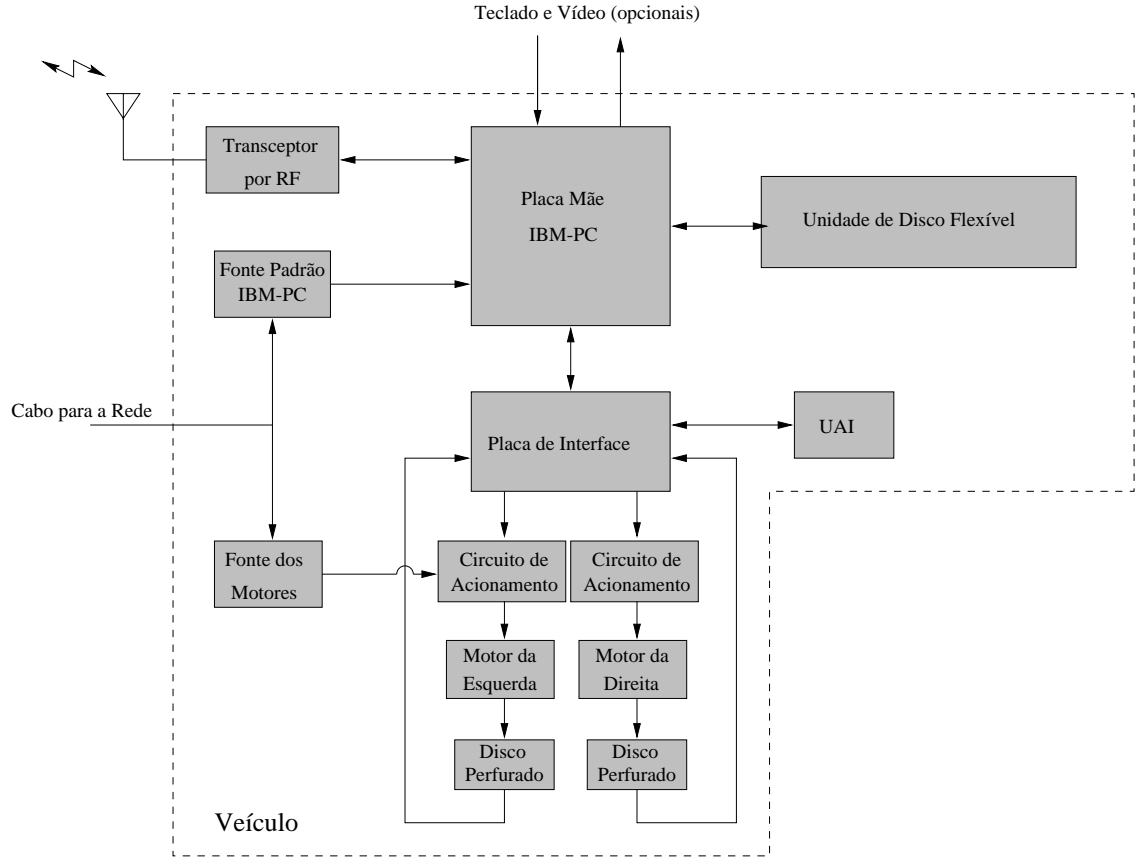 Teclado e Vídeo (opcionais)
Transceptor
por RF
Placa Mãe
IBM-PC
Unidade de Disco Flexível
Fonte Padrão
IBM-PC
Cabo para a Rede
Placa de Interface
UAI
Fonte dos
Motores
Circuito de
Acionamento
Circuito de
Acionamento
Motor da
Esquerda
Motor da
Direita
Disco
Perfurado
Disco
Perfurado
Veículo